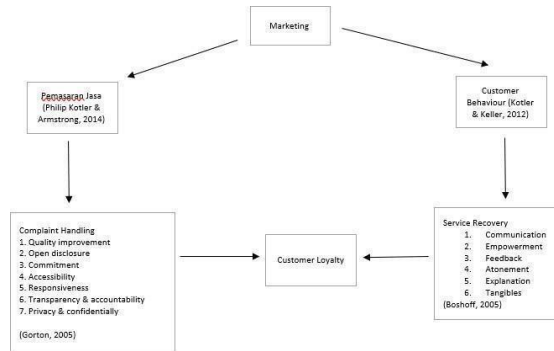 Marketing
Pemasaran Jasa
(Philip Kotler &
Armstrong, 2014)
Customer
Behaviour (Kotler
& Keller, 2012)
Complaint Handling
1. Quality improvement
2. Open disclosure
3. Commitment
4. Accessibility
5. Responsiveness
6. Transparency & accountability
7. Privacy & confidentially
(Gorton, 2005)
Customer Loyalty
Service Recovery
1. Communication
2. Empowerment
3. Feedback
4. Atonement
5. Explanation
6. Tangibles
(Boshoff, 2005)